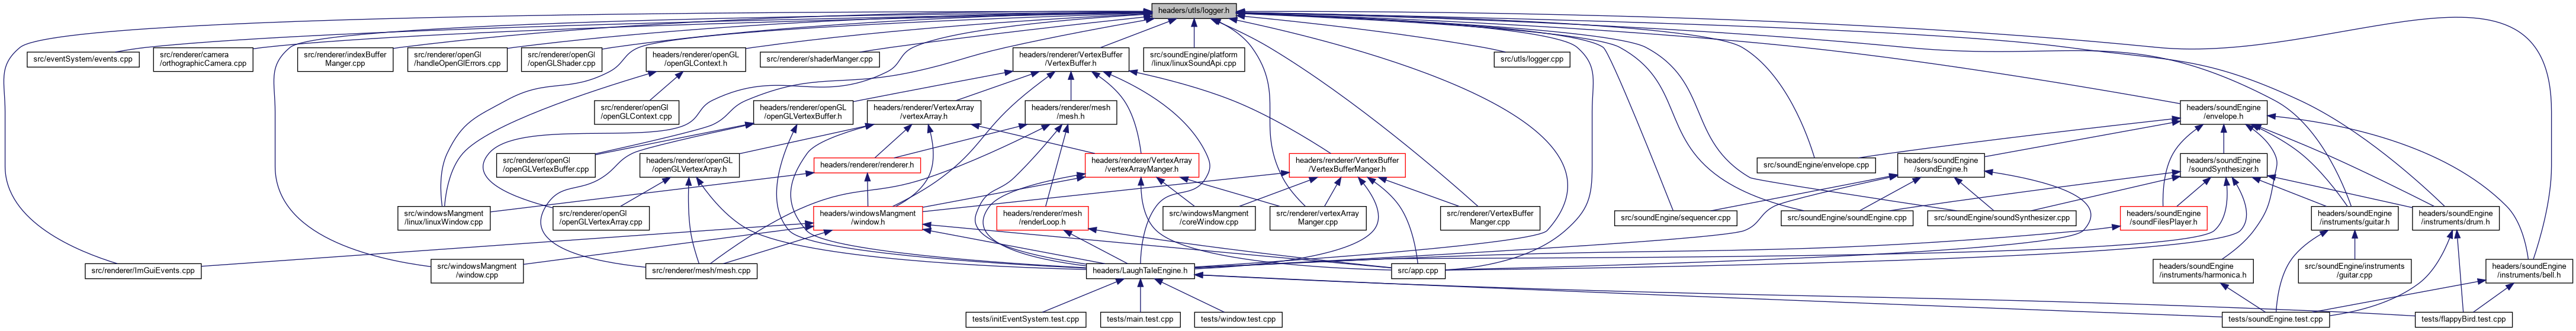 headers/utls/logger.h
src/eventSystem/events.cpp
src/renderer/camera
/orthographicCamera.cpp
src/renderer/indexBuffer
Manger.cpp
src/renderer/openGl
/handleOpenGlErrors.cpp
src/renderer/openGl
/openGLShader.cpp
headers/renderer/openGL
/openGLContext.h
src/renderer/shaderManger.cpp
headers/renderer/VertexBuffer
/VertexBuffer.h
src/soundEngine/platform
/linux/linuxSoundApi.cpp
src/utls/logger.cpp
src/renderer/openGl
/openGLContext.cpp
headers/renderer/openGL
/openGLVertexBuffer.h
headers/renderer/VertexArray
/vertexArray.h
headers/renderer/mesh
/mesh.h
headers/soundEngine
/envelope.h
src/renderer/openGl
/openGLVertexBuffer.cpp
headers/renderer/openGL
/openGLVertexArray.h
headers/renderer/renderer.h
headers/renderer/VertexArray
/vertexArrayManger.h
headers/renderer/VertexBuffer
/VertexBufferManger.h
src/soundEngine/envelope.cpp
headers/soundEngine
/soundEngine.h
headers/soundEngine
/soundSynthesizer.h
src/windowsMangment
/linux/linuxWindow.cpp
src/renderer/openGl
/openGLVertexArray.cpp
headers/windowsMangment
/window.h
headers/renderer/mesh
/renderLoop.h
src/windowsMangment
/coreWindow.cpp
src/renderer/vertexArray
Manger.cpp
src/renderer/VertexBuffer
Manger.cpp
src/soundEngine/sequencer.cpp
src/soundEngine/soundEngine.cpp
src/soundEngine/soundSynthesizer.cpp
headers/soundEngine
/soundFilesPlayer.h
headers/soundEngine
/instruments/guitar.h
headers/soundEngine
/instruments/drum.h
src/renderer/ImGuiEvents.cpp
src/windowsMangment
/window.cpp
src/renderer/mesh/mesh.cpp
headers/LaughTaleEngine.h
src/app.cpp
headers/soundEngine
/instruments/harmonica.h
src/soundEngine/instruments
/guitar.cpp
headers/soundEngine
/instruments/bell.h
tests/initEventSystem.test.cpp
tests/main.test.cpp
tests/window.test.cpp
tests/soundEngine.test.cpp
tests/flappyBird.test.cpp